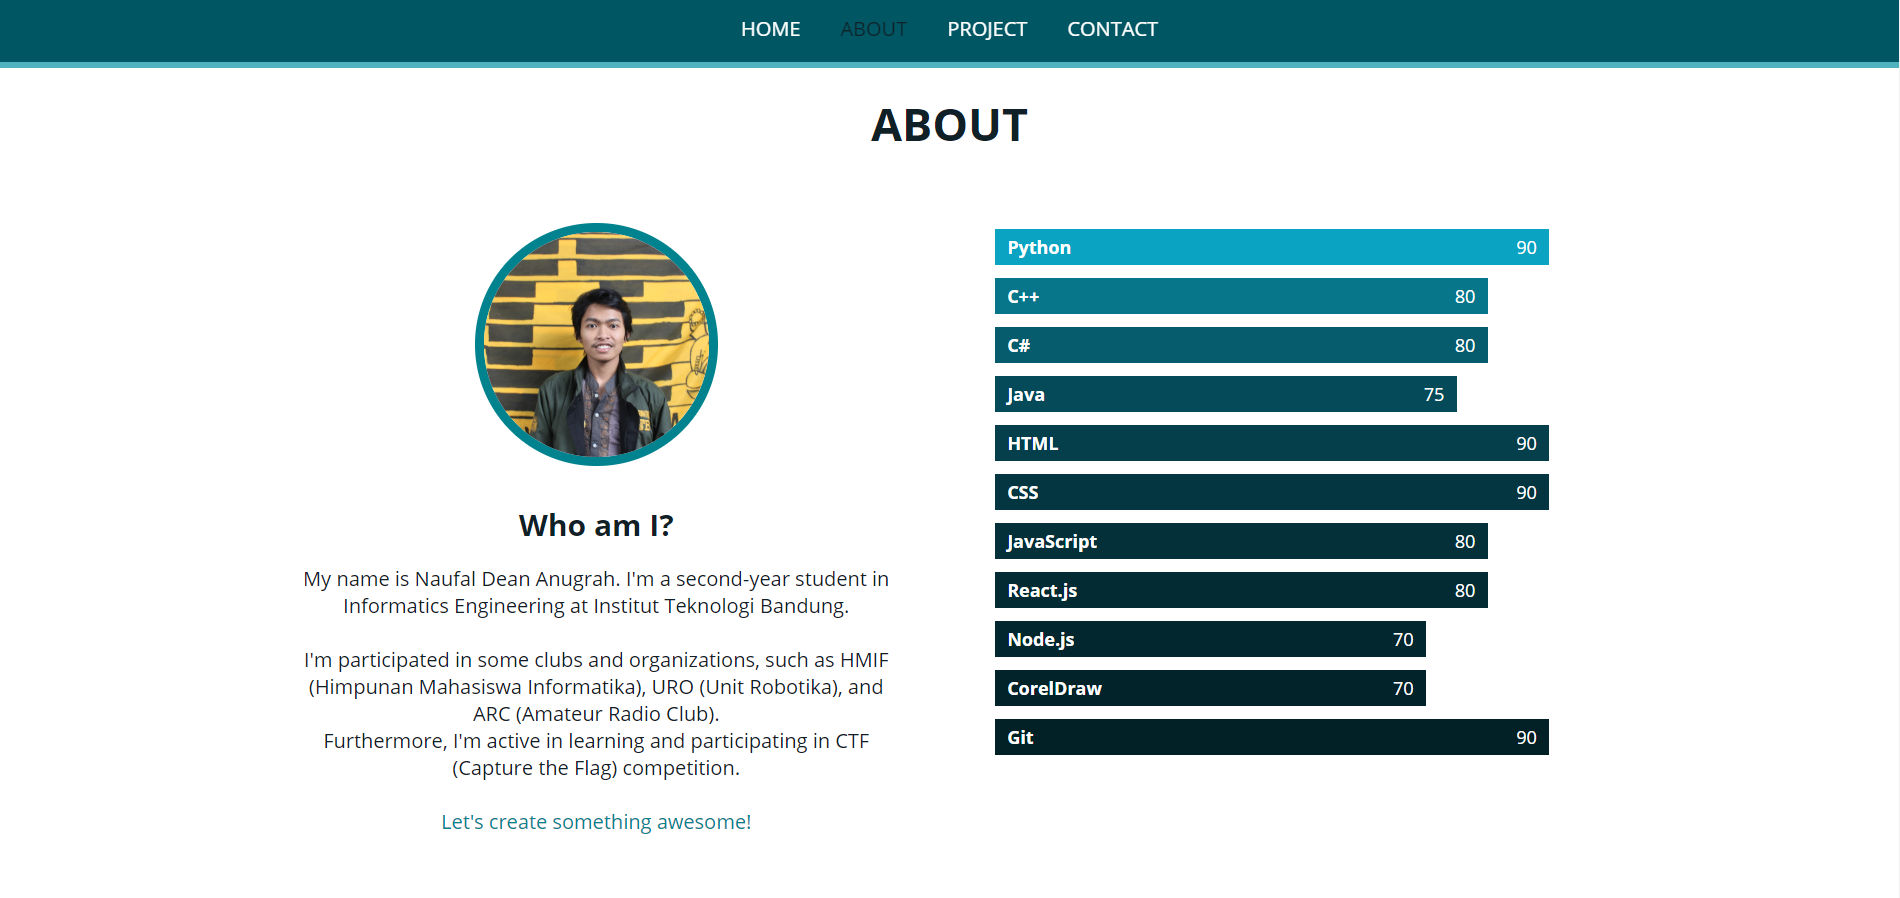 HOME ABOUT PROJECT CONTACT
ABOUT
Who am I?
My name is Naufal Dean Anugrah. I'm a second-year student in
Informatics Engineering at Institut Teknologi Bandung.
I'm participated in some clubs and organizations, such as HMIF
(Himpunan Mahasiswa Informatika), URO (Unit Robotika), and
ARC (Amateur Radio Club).
Furthermore, I'm active in learning and participating in CTF
(Capture the Flag) competition.
Let's create something awesome!
Python 90
C++ 80
C# 80
Java 75
HTML 90
CSS 90
JavaScript 80
React.js 80
Node.js 70
CorelDraw 70
Git 90